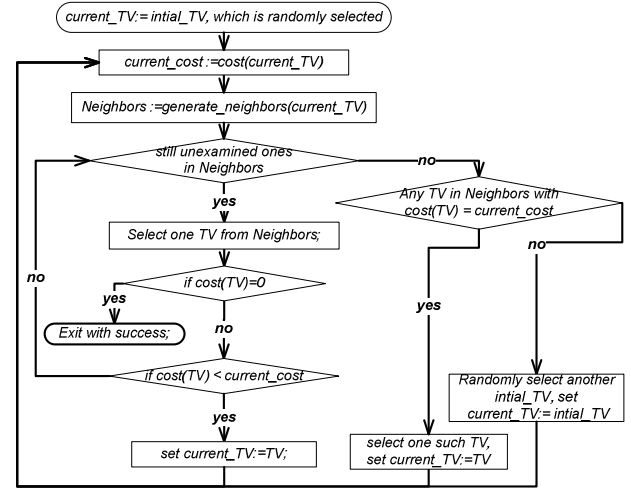 current_TV:= intial_TV, which is randomly selected
current_cost :=cost(current_TV)
Neighbors :=generate_neighbors(current_TV)
still unexamined ones
in Neighbors
no
yes
Any TV in Neighbors with
cost(TV) = current_cost
Select one TV from Neighbors;
no
if cost(TV)=0
no
yes
yes
Exit with success;
no
if cost(TV) < current_cost
yes
Randomly select another
intial_TV, set
current_TV:= intial_TV
set current_TV:=TV;
select one such TV,
set current_TV:=TV